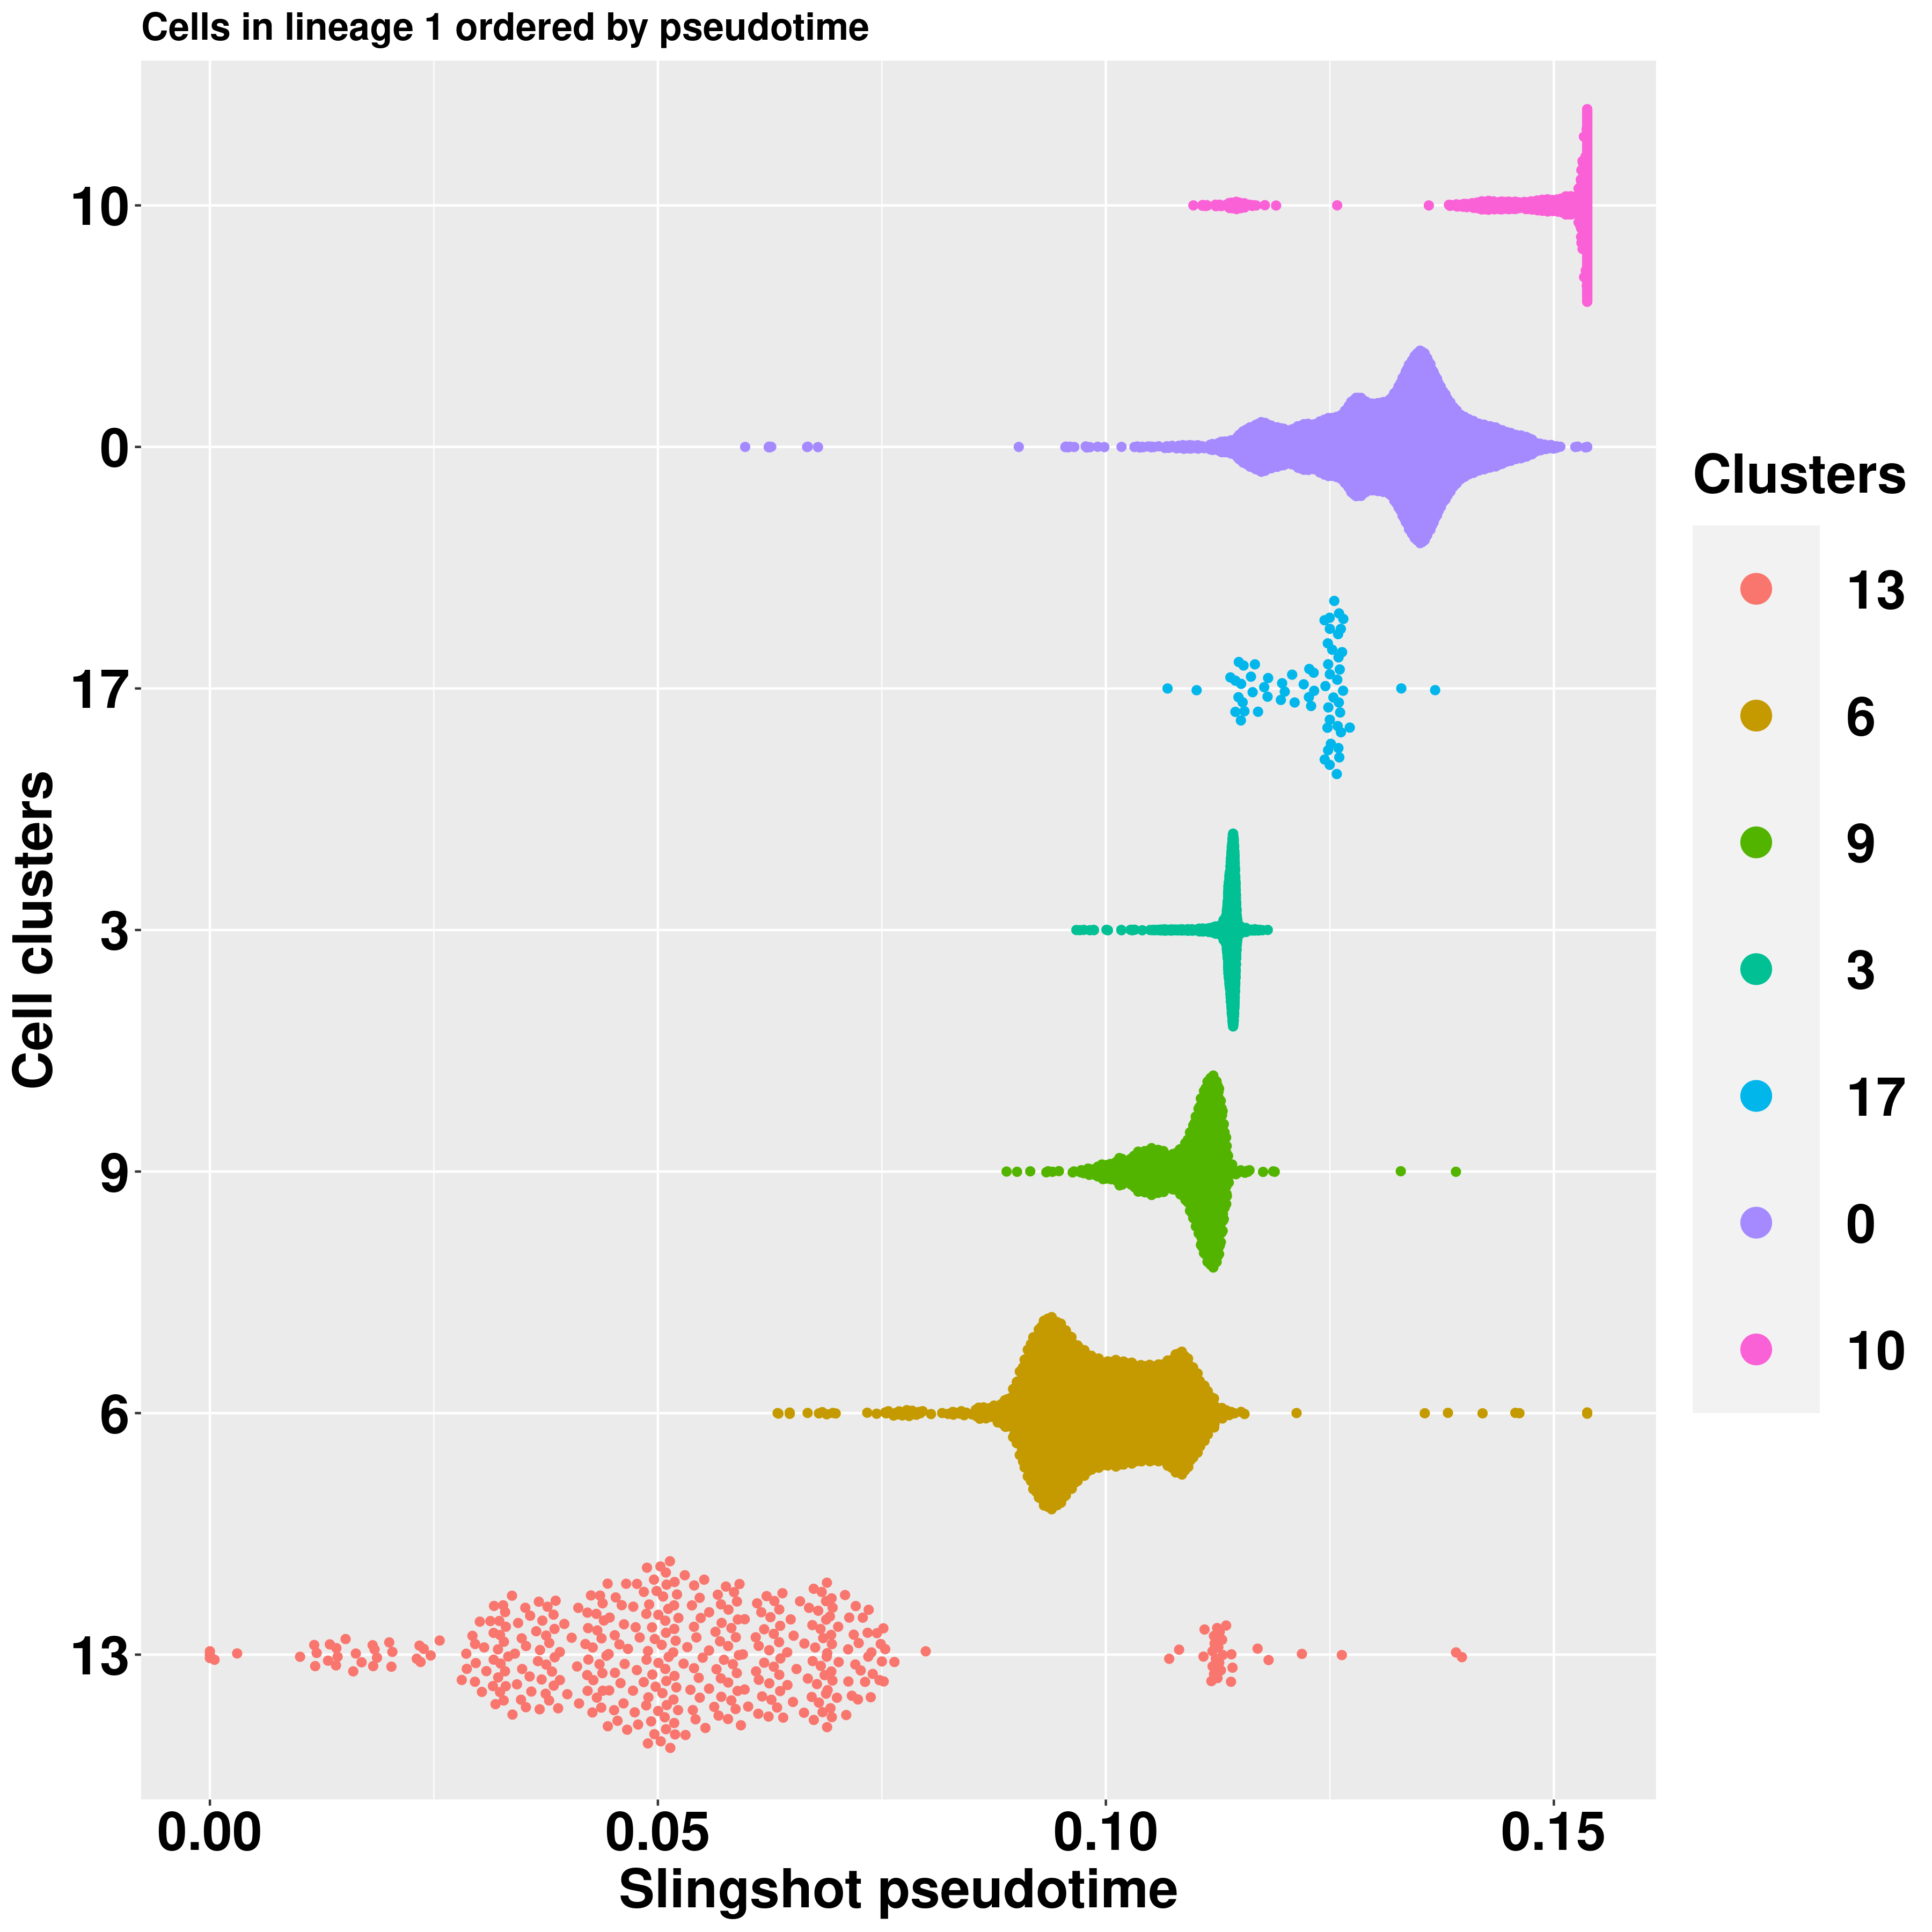 Cells in lineage 1 ordered by pseudotime
Cell clusters
10
0
17
3
9
6
13
0.00 0.05 0.10 0.15
Slingshot pseudotime
Clusters
13
6
9
3
17
0
10